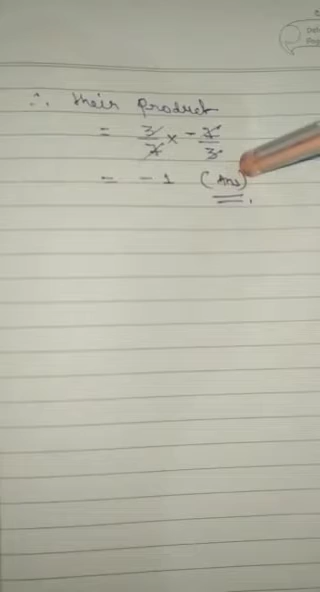 ∴ their product
= 3/7 × -7/3
= -1 (Ans).